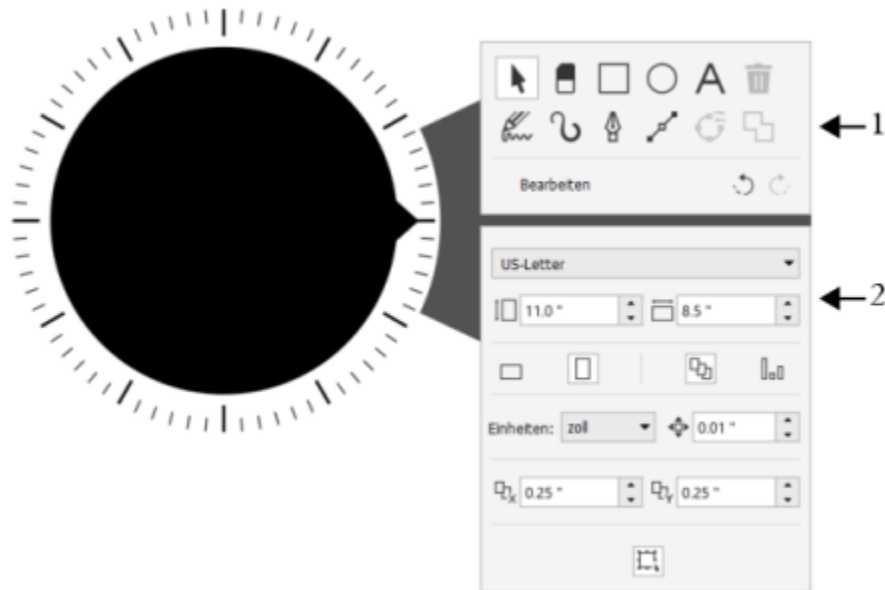 A
1
Bearbeiten
US-Letter
2
11.0 " 8.5 "
Einheiten: zoll 0.01 "
X 0.25 " Y 0.25 "